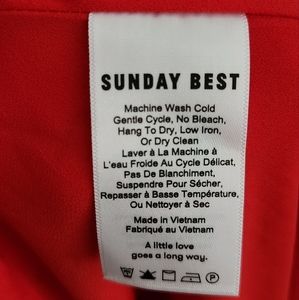 SUNDAY BEST
Machine Wash Cold
Gentle Cycle, No Bleach,
Hang To Dry, Low Iron,
Or Dry Clean
Laver à La Machine à
L'eau Froide Au Cycle Délicat,
Pas De Blanchiment,
Suspendre Pour Sécher,
Repasser à Basse Température,
Ou Nettoyer à Sec
Made in Vietnam
Fabriqué au Vietnam
A little love
goes a long way.
P